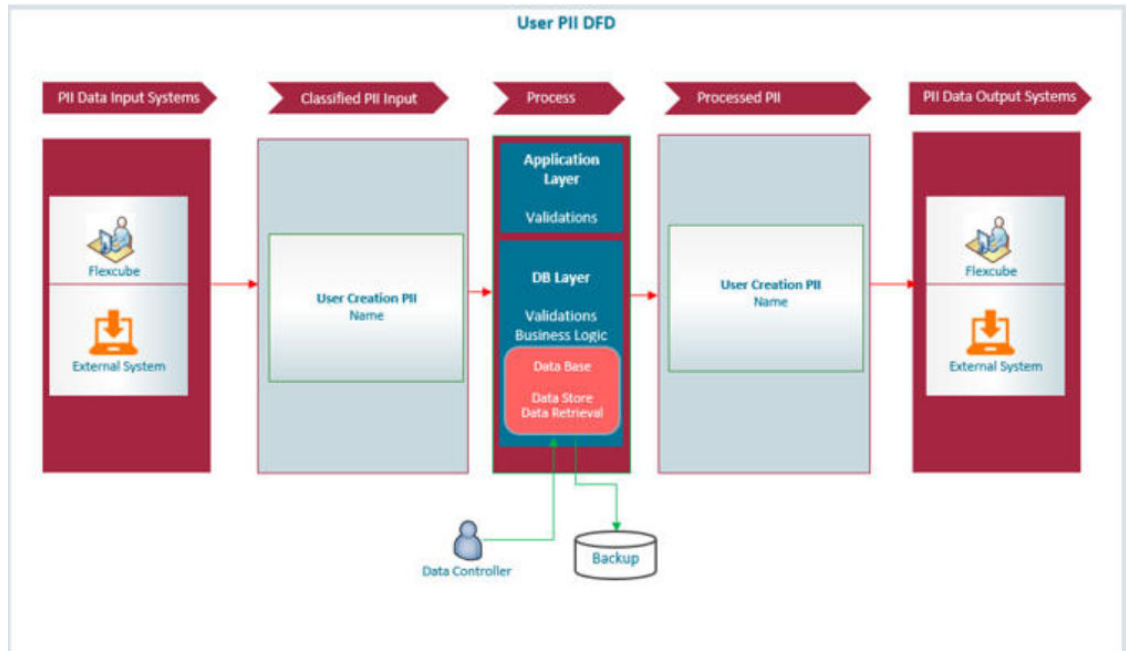 User PII DFD
PII Data Input Systems
Classified PII Input
Process
Processed PII
PII Data Output Systems
Flexcube
External System
User Creation PII
Name
Application
Layer
Validations
DB Layer
Validations
Business Logic
Data Base
Data Store
Data Retrieval
User Creation PII
Name
Flexcube
External System
Data Controller
Backup